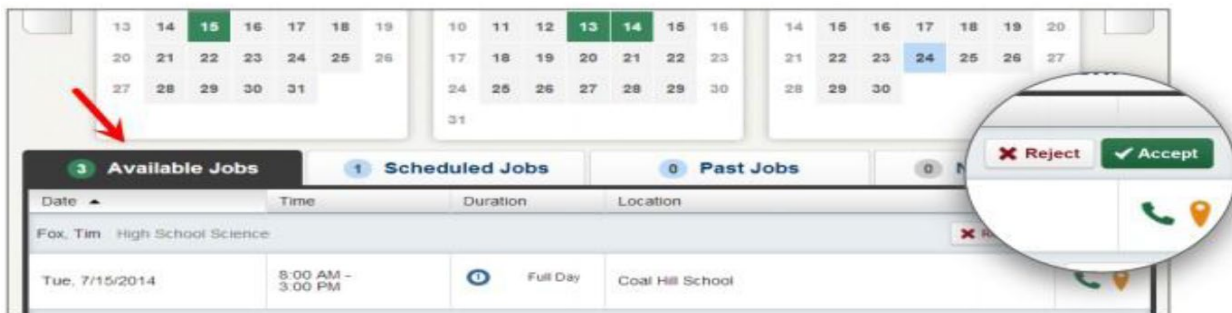 13 14 15 16 17 18 19 10 11 12 13 14 15 16 14 15 16 17 18 19 20
20 21 22 23 24 25 26 17 18 19 20 21 22 23 21 22 23 24 25 26 27
27 28 29 30 31 24 25 26 27 28 29 30 28 29 30
31
Reject Accept
3 Available Jobs 1 Scheduled Jobs 0 Past Jobs 0
Date Time Duration Location
Fox, Tim High School Science
Tue, 7/15/2014 8:00 AM - Full Day Coal Hill School
3:00 PM